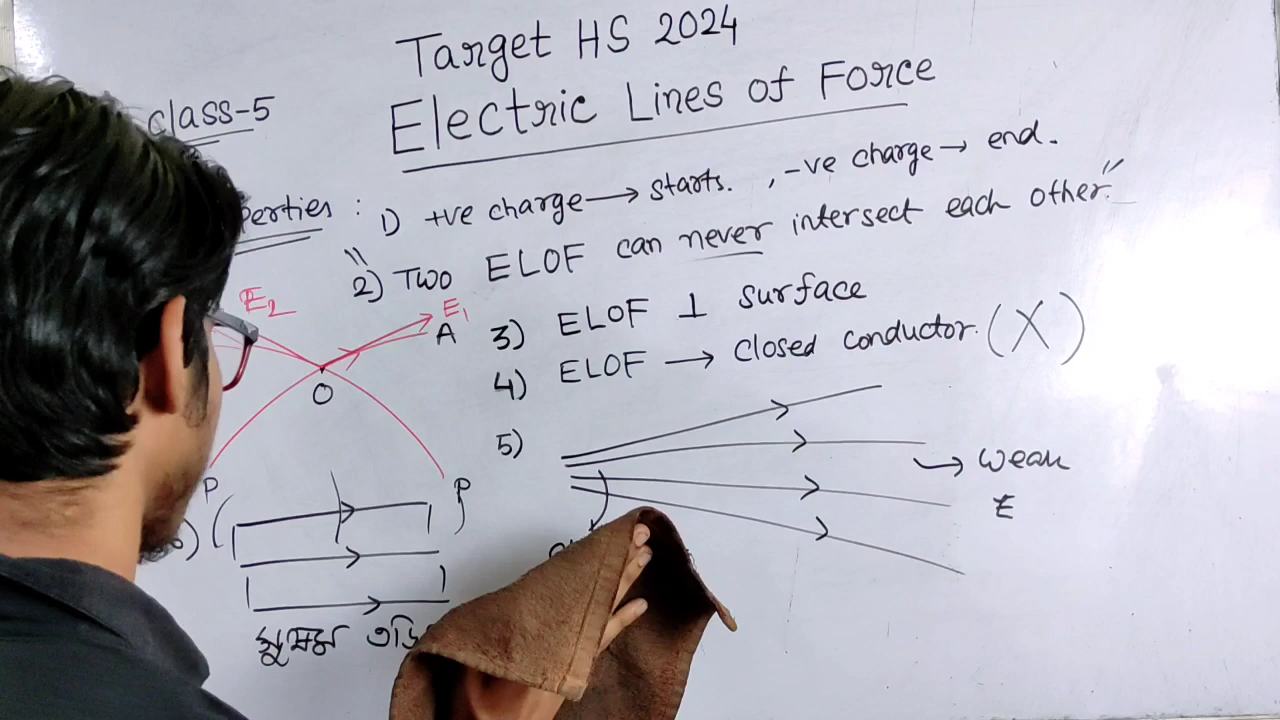 Target HS 2024
class-5
Electric Lines of Force
perties : 1) +ve charge → starts. , -ve charge → end.
" 2) TWO ELOF can never intersect each other."
3) ELOF ⊥ surface
4) ELOF → closed conductor. (X)
E₂
E₁
A
O
5)
→ weak
E
P
P